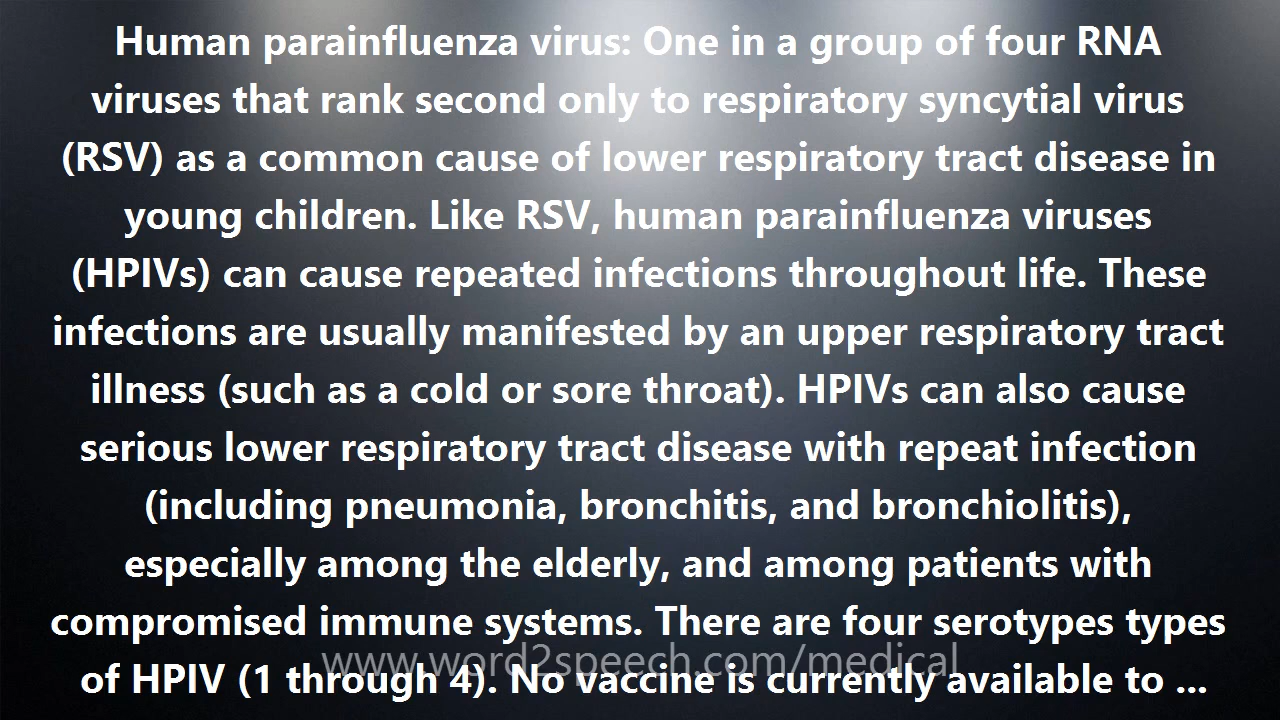 Human parainfluenza virus: One in a group of four RNA
viruses that rank second only to respiratory syncytial virus
(RSV) as a common cause of lower respiratory tract disease in
young children. Like RSV, human parainfluenza viruses
(HPIVs) can cause repeated infections throughout life. These
infections are usually manifested by an upper respiratory tract
illness (such as a cold or sore throat). HPIVs can also cause
serious lower respiratory tract disease with repeat infection
(including pneumonia, bronchitis, and bronchiolitis),
especially among the elderly, and among patients with
compromised immune systems. There are four serotypes types
www.word2speech.com/medical
of HPIV (1 through 4). No vaccine is currently available to ...